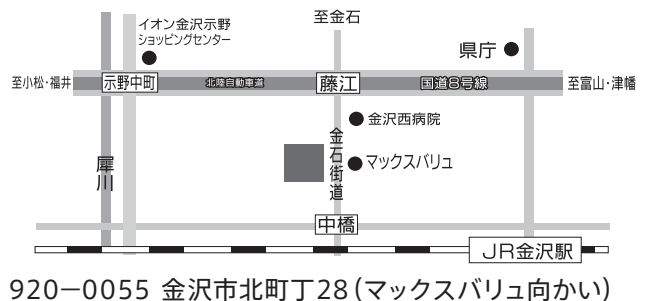 イオン金沢示野
ショッピングセンター
至金石
県庁
至小松・福井
示野中町
北陸自動車道
藤江
国道8号線
至富山・津幡
金沢西病院
金石街道
マックスバリュ
犀川
中橋
JR金沢駅
920−0055 金沢市北町丁28(マックスバリュ向かい)